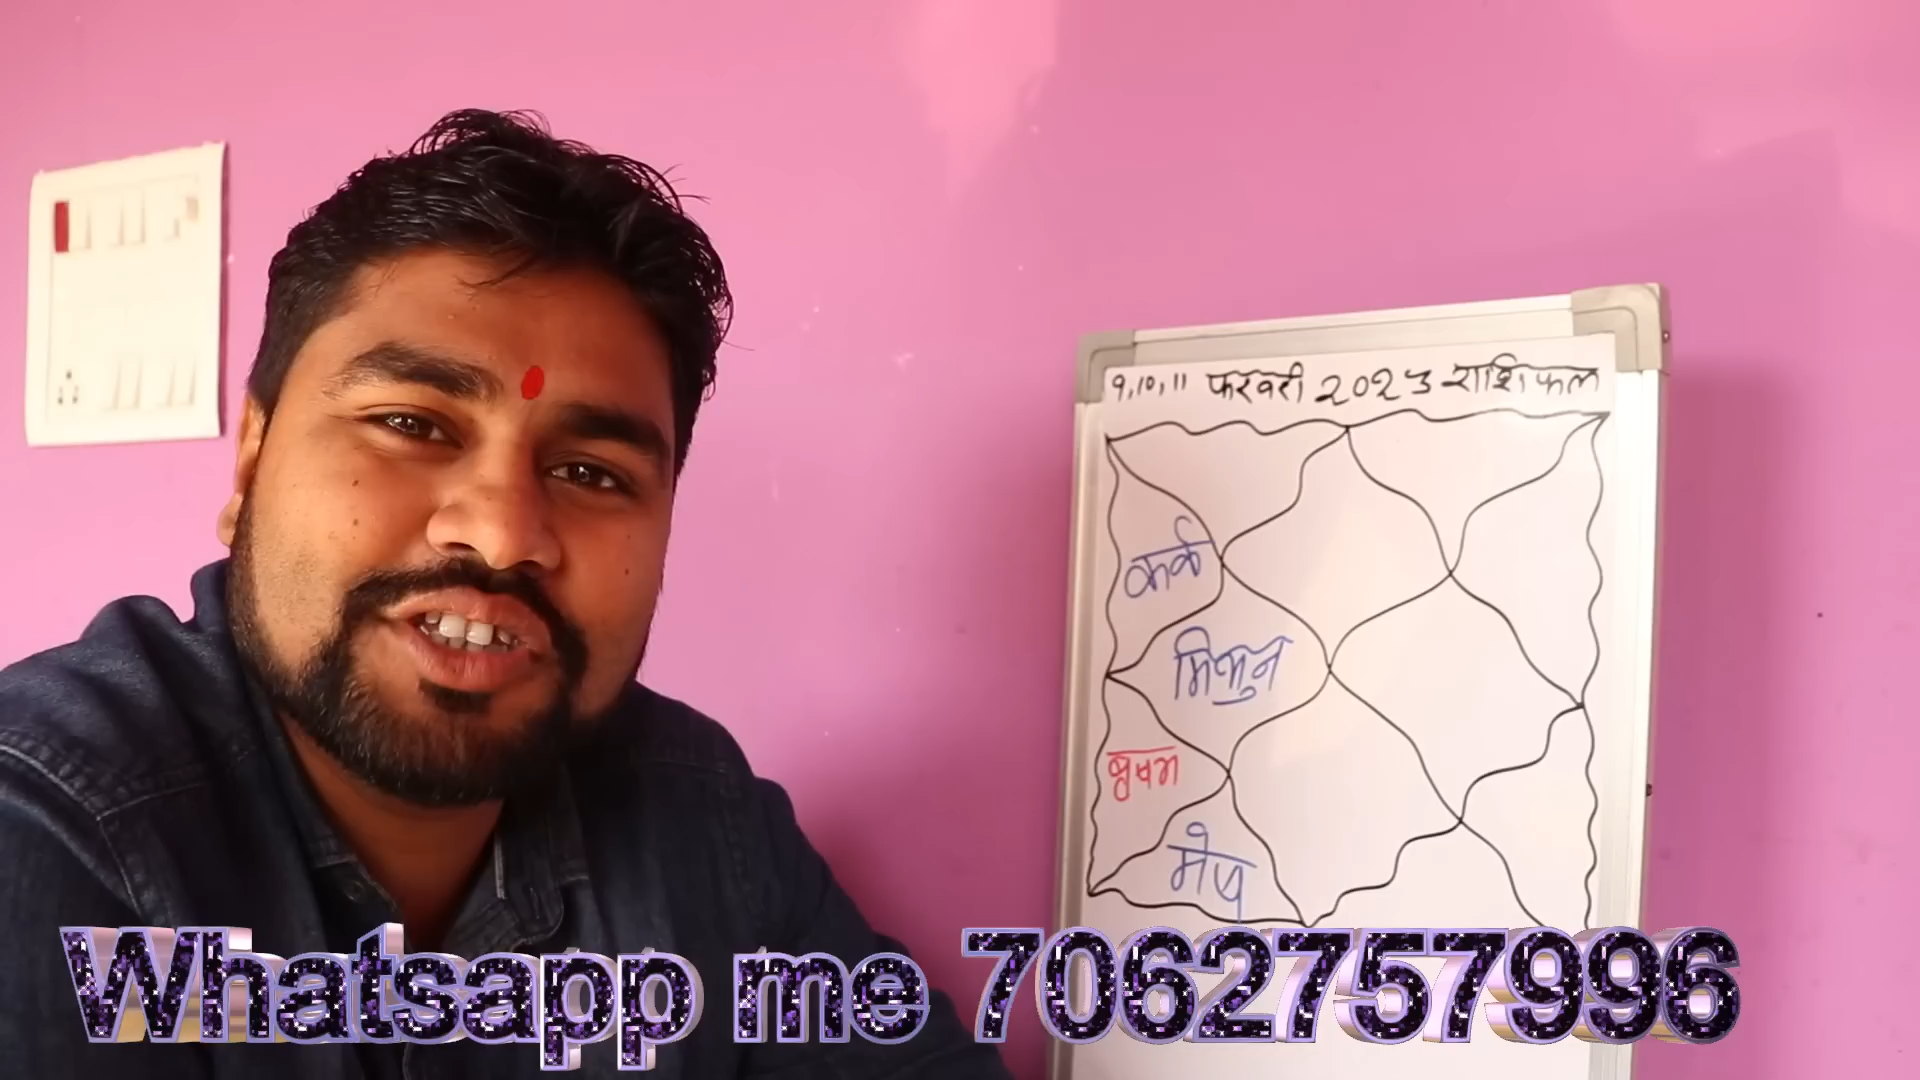 9,10,11 फरवरी 2023 राशिफल
कर्क
मिथुन
बृषभ
मेष
Whatsapp me 7062757996